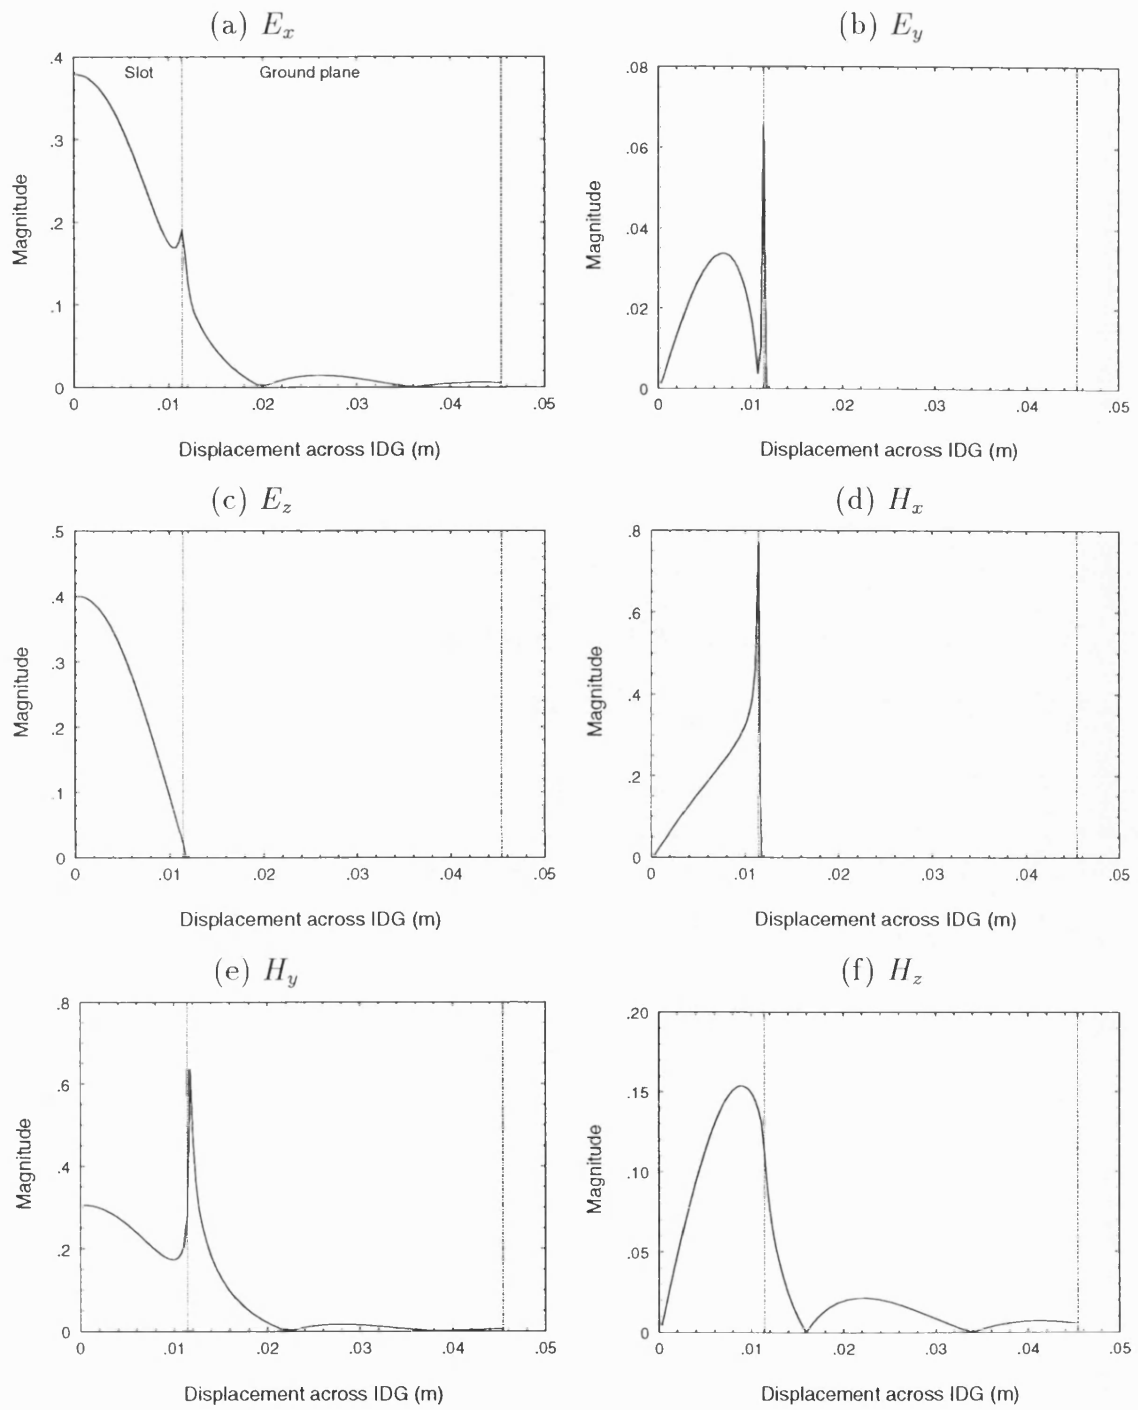 (a) Ex
.4
Slot
Ground plane
.3
.2
.1
0
Magnitude
0 .01 .02 .03 .04 .05
Displacement across IDG (m)
(b) Ey
.08
.06
.04
.02
0
Magnitude
0 .01 .02 .03 .04 .05
Displacement across IDG (m)
(c) Ez
.5
.4
.3
.2
.1
0
Magnitude
0 .01 .02 .03 .04 .05
Displacement across IDG (m)
(d) Hx
.8
.6
.4
.2
0
Magnitude
0 .01 .02 .03 .04 .05
Displacement across IDG (m)
(e) Hy
.8
.6
.4
.2
0
Magnitude
0 .01 .02 .03 .04 .05
Displacement across IDG (m)
(f) Hz
.20
.15
.10
.05
0
Magnitude
0 .01 .02 .03 .04 .05
Displacement across IDG (m)